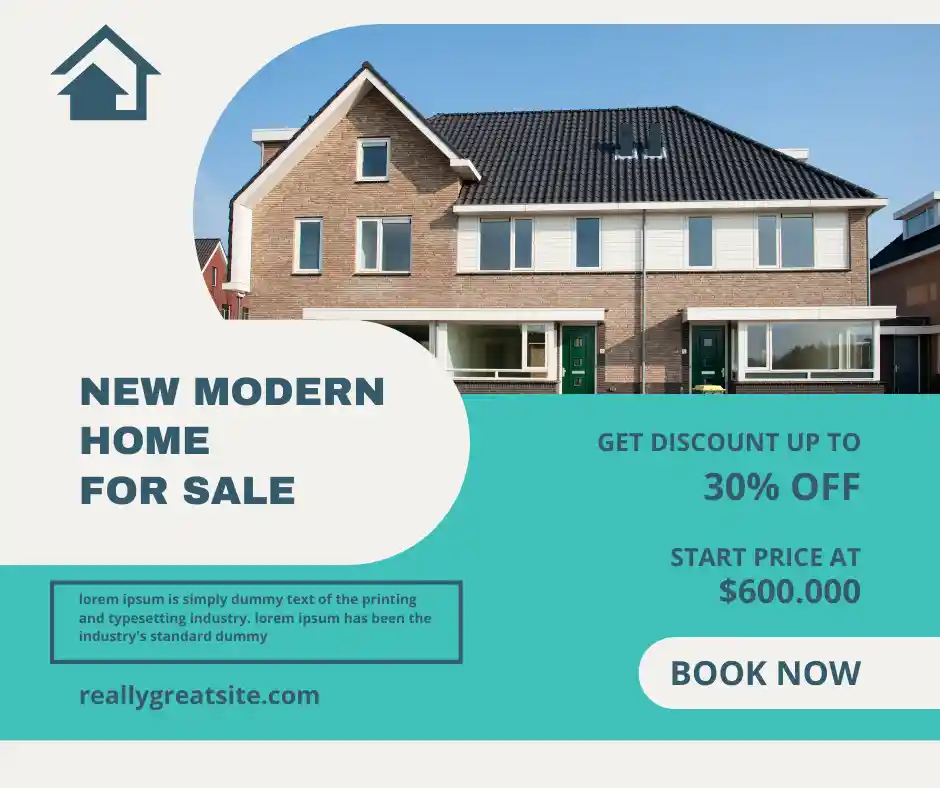 NEW MODERN
HOME
FOR SALE
GET DISCOUNT UP TO
30% OFF
START PRICE AT
$600.000
lorem ipsum is simply dummy text of the printing
and typesetting industry. lorem ipsum has been the
industry's standard dummy
reallygreatsite.com
BOOK NOW